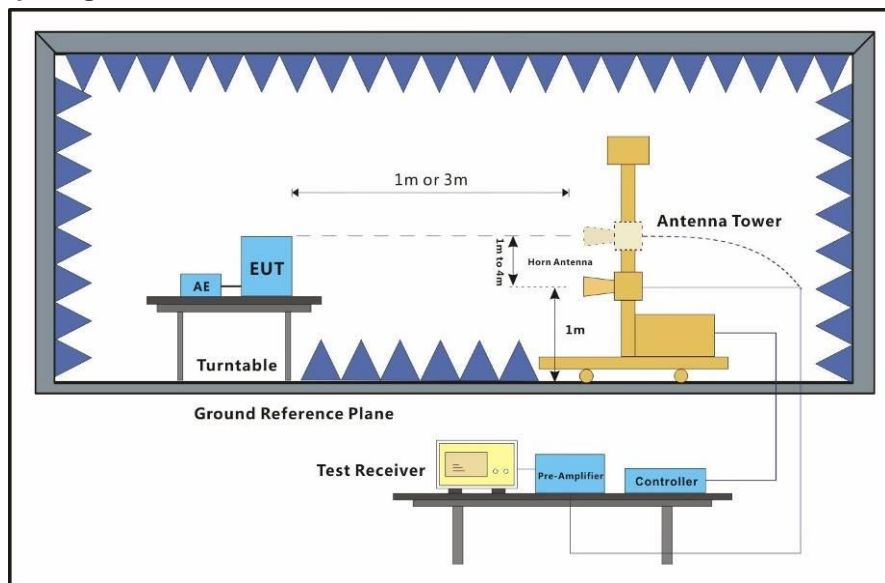 1m or 3m
Antenna Tower
1m to 4m
Horn Antenna
EUT
AE
1m
Turntable
Ground Reference Plane
Test Receiver
Pre-Amplifier
Controller